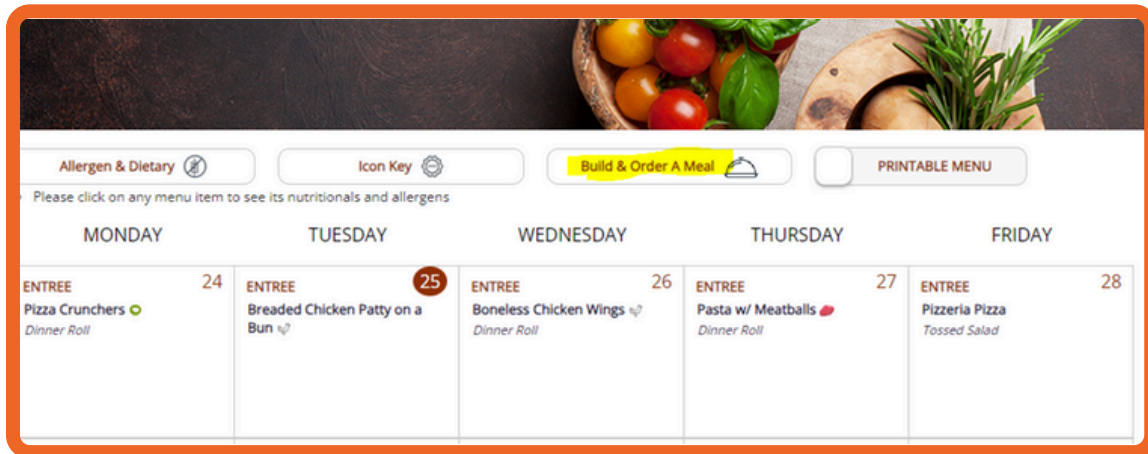 Allergen & Dietary
Icon Key
Build & Order A Meal
PRINTABLE MENU
Please click on any menu item to see its nutritionals and allergens
MONDAY
TUESDAY
WEDNESDAY
THURSDAY
FRIDAY
ENTREE 24
Pizza Crunchers
Dinner Roll
ENTREE 25
Breaded Chicken Patty on a
Bun
ENTREE 26
Boneless Chicken Wings
Dinner Roll
ENTREE 27
Pasta w/ Meatballs
Dinner Roll
ENTREE 28
Pizzeria Pizza
Tossed Salad